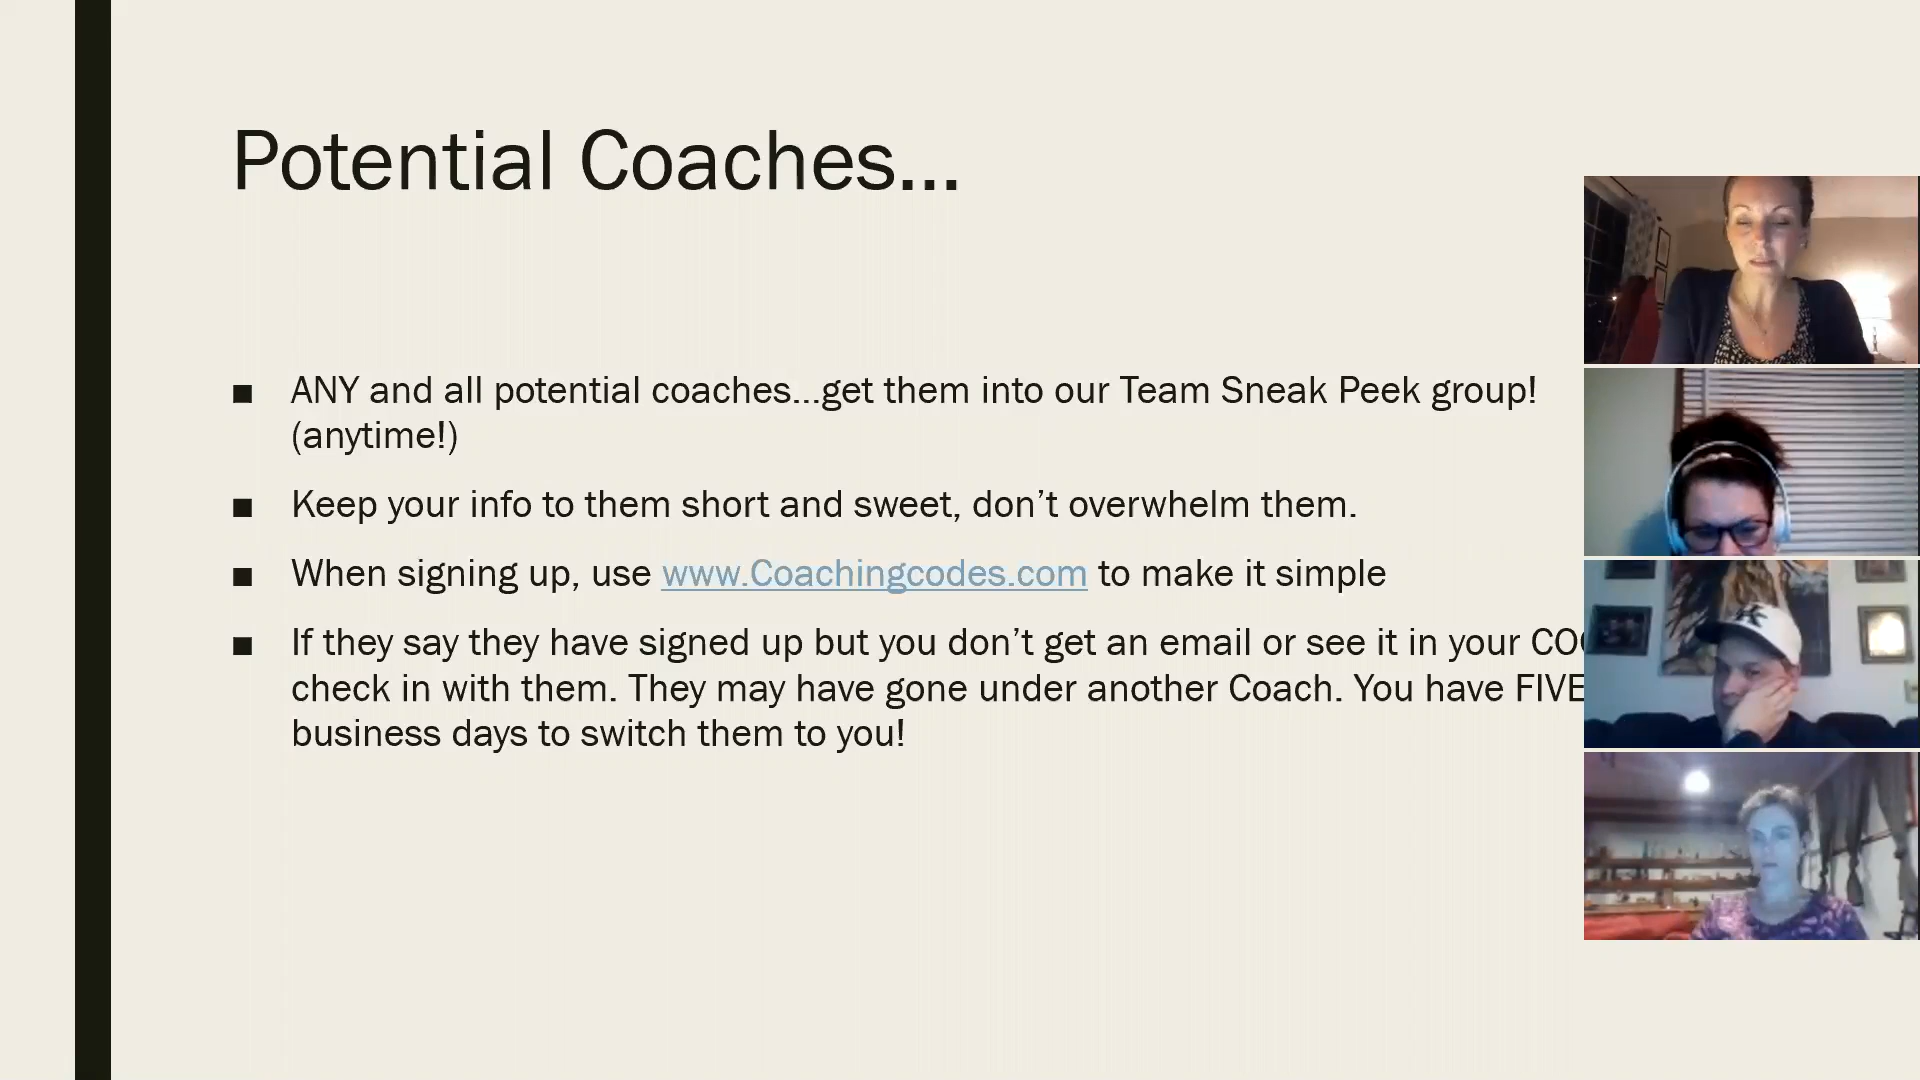 Potential Coaches...
■ ANY and all potential coaches...get them into our Team Sneak Peek group!
(anytime!)
■ Keep your info to them short and sweet, don’t overwhelm them.
■ When signing up, use www.Coachingcodes.com to make it simple
■ If they say they have signed up but you don’t get an email or see it in your
check in with them. They may have gone under another Coach. You have FIVE
business days to switch them to you!